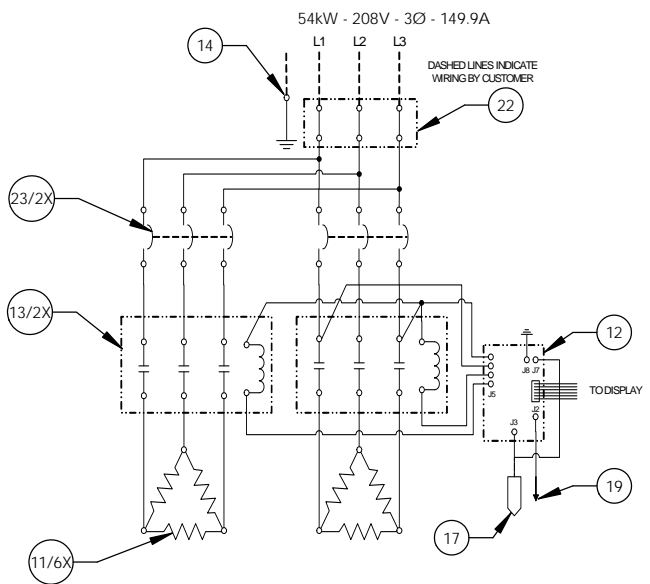 54kW - 208V - 3Ø - 149.9A
L1 L2 L3
14
DASHED LINES INDICATE
WIRING BY CUSTOMER
22
23/2X
13/2X
12
J8 J7
J5
TO DISPLAY
J2
J3
19
17
11/6X